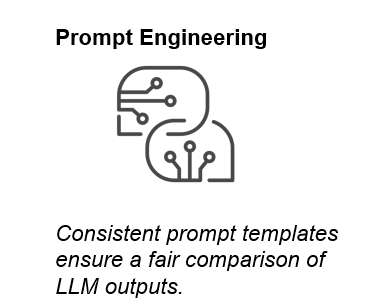 Prompt Engineering
Consistent prompt templates
ensure a fair comparison of
LLM outputs.